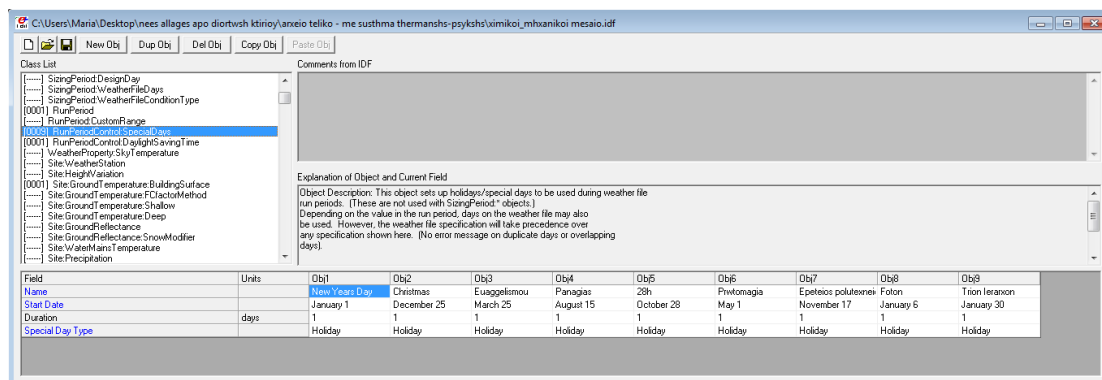 C:\Users\Maria\Desktop\nees allages apo diortwsh ktirioy\arxeio teliko - me susthma thermanshs-psykshs\ximikoi_mhxanikoi mesaio.idf
New Obj Dup Obj Del Obj Copy Obj Paste Obj
Class List Comments from IDF
[------] SizingPeriod:DesignDay
[------] SizingPeriod:WeatherFileDays
[------] SizingPeriod:WeatherFileConditionType
[0001] RunPeriod
[------] RunPeriod:CustomRange
[0009] RunPeriodControl:SpecialDays
[0001] RunPeriodControl:DaylightSavingTime
[------] WeatherProperty:SkyTemperature
[------] Site:WeatherStation
[------] Site:HeightVariation
[0001] Site:GroundTemperature:BuildingSurface
[------] Site:GroundTemperature:FCfactorMethod
[------] Site:GroundTemperature:Shallow
[------] Site:GroundTemperature:Deep
[------] Site:GroundReflectance
[------] Site:GroundReflectance:SnowModifier
[------] Site:WaterMainsTemperature
[------] Site:Precipitation
Explanation of Object and Current Field
Object Description: This object sets up holidays/special days to be used during weather file
run periods. (These are not used with SizingPeriod:* objects.)
Depending on the value in the run period, days on the weather file may also
be used. However, the weather file specification will take precedence over
any specification shown here. (No error message on duplicate days or overlapping
days).
Field Units Obj1 Obj2 Obj3 Obj4 Obj5 Obj6 Obj7 Obj8 Obj9
Name New Years Day Christmas Euaggelismou Panagias 28h Prwtomagia Epeteios polutexnei Foton Trion Ierarxon
Start Date January 1 December 25 March 25 August 15 October 28 May 1 November 17 January 6 January 30
Duration days 1 1 1 1 1 1 1 1 1
Special Day Type Holiday Holiday Holiday Holiday Holiday Holiday Holiday Holiday Holiday